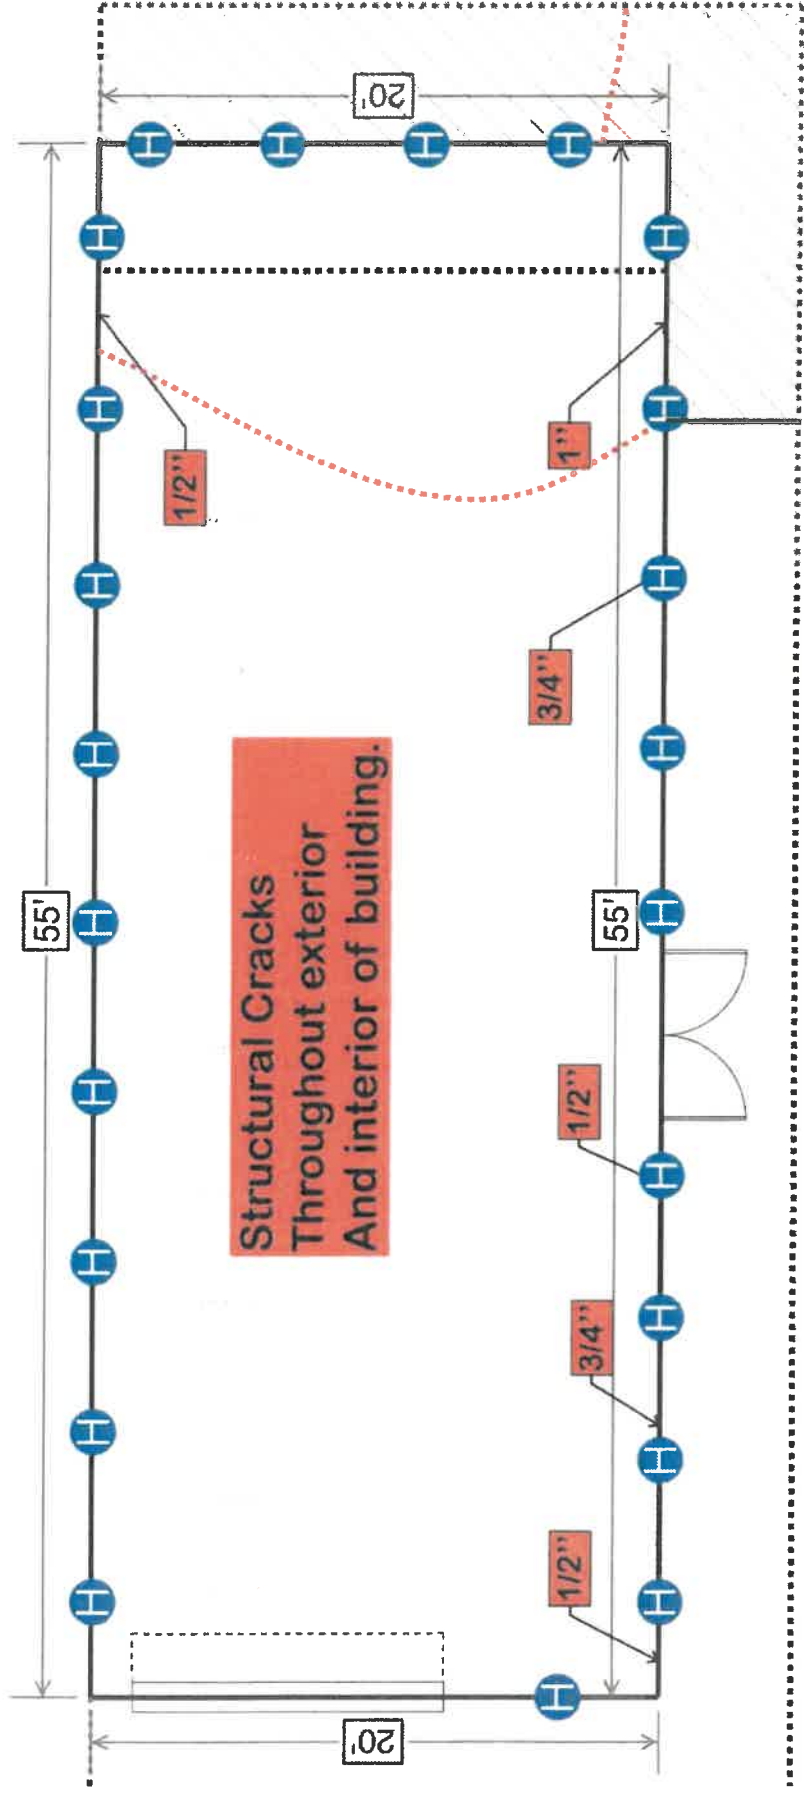 20'
H
H
H
H
H
H
1/2”
1”
H
H
H
H
3/4”
H
H
55'
55'
H
H
Structural Cracks
Throughout exterior
And interior of building.
H
1/2”
H
H
H
3/4”
H
H
1/2”
H
H
H
20'